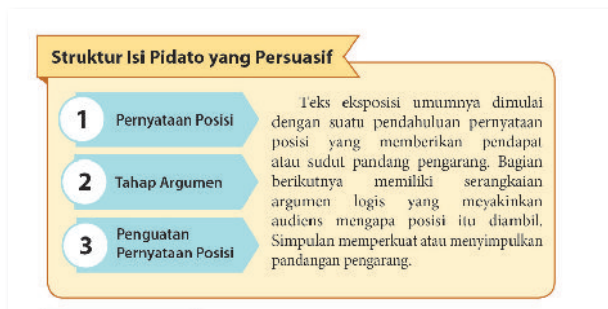 Struktur Isi Pidato yang Persuasif
1 Pernyataan Posisi
2 Tahap Argumen
3 Penguatan
Pernyataan Posisi
Teks eksposisi umumnya dimulai
dengan suatu pendahuluan pernyataan
posisi yang memberikan pendapat
atau sudut pandang pengarang. Bagian
berikutnya memiliki serangkaian
argumen logis yang meyakinkan
audiens mengapa posisi itu diambil.
Simpulan memperkuat atau menyimpulkan
pandangan pengarang.